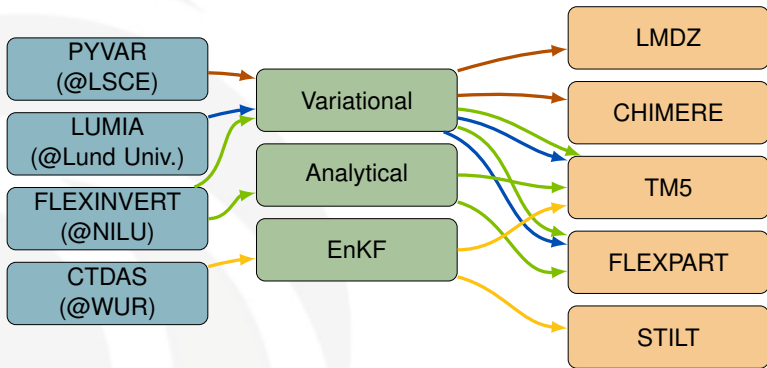 PYVAR
(@LSCE)
LUMIA
(@Lund Univ.)
FLEXINVERT
(@NILU)
CTDAS
(@WUR)
Variational
Analytical
EnKF
LMDZ
CHIMERE
TM5
FLEXPART
STILT